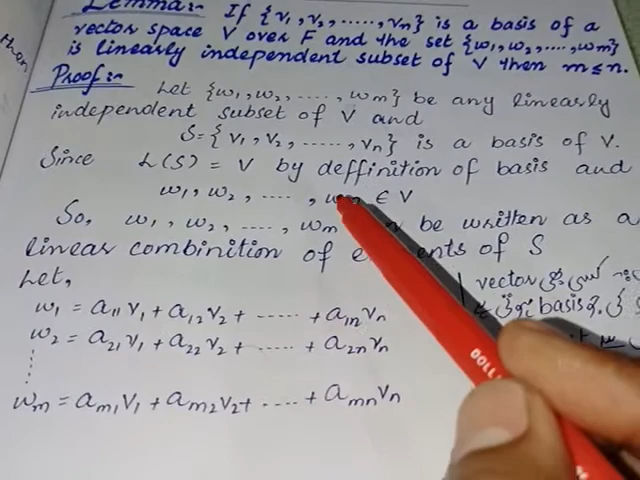 Lemma:- If {v1, v2, ....., vn} is a basis of a
vector space V over F and the set {w1, w2, ...., wm}
is linearly independent subset of V then m≤n.
than
Proof:-
Let {w1, w2, ...., wm} be any linearly
independent subset of V and
S={v1, v2, ....., vn} is a basis of V.
Since L(S) = V by deffinition of basis and
w1, w2, ...., ∈ V
So, w1, w2, ...., wm be written as a
linear combinition of of S
Let,
w1 = a11v1 + a12v2 + ..... + a1nvn
w2 = a21v1 + a22v2 + ..... + a2nvn
wm = am1v1 + am2v2 + .... + amnvn
vector
basis
DOLL